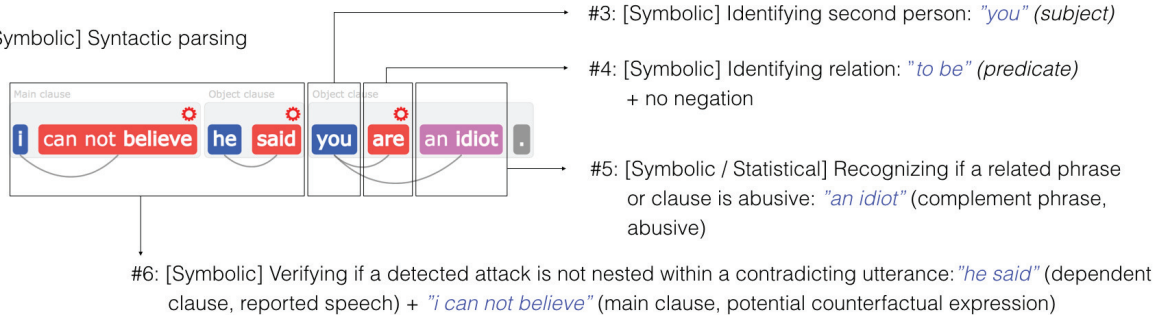 #3: [Symbolic] Identifying second person: "you" (subject)
Symbolic] Syntactic parsing
#4: [Symbolic] Identifying relation: "to be" (predicate)
+ no negation
Main clause Object clause Object clause
i can not believe he said you are an idiot .
#5: [Symbolic / Statistical] Recognizing if a related phrase
or clause is abusive: "an idiot" (complement phrase,
abusive)
#6: [Symbolic] Verifying if a detected attack is not nested within a contradicting utterance:"he said" (dependent
clause, reported speech) + "i can not believe" (main clause, potential counterfactual expression)